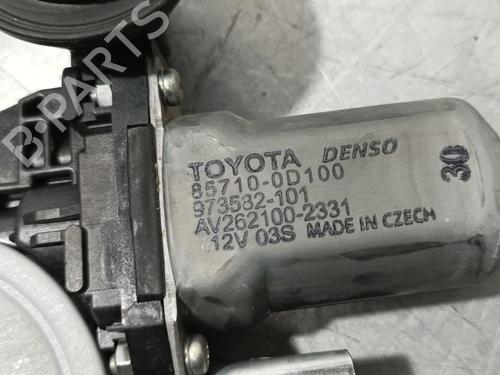 B-PARTS
TOYOTA DENSO
85710-0D100
973582-101
AV262100-2331
12V 03S MADE IN CZECH
30